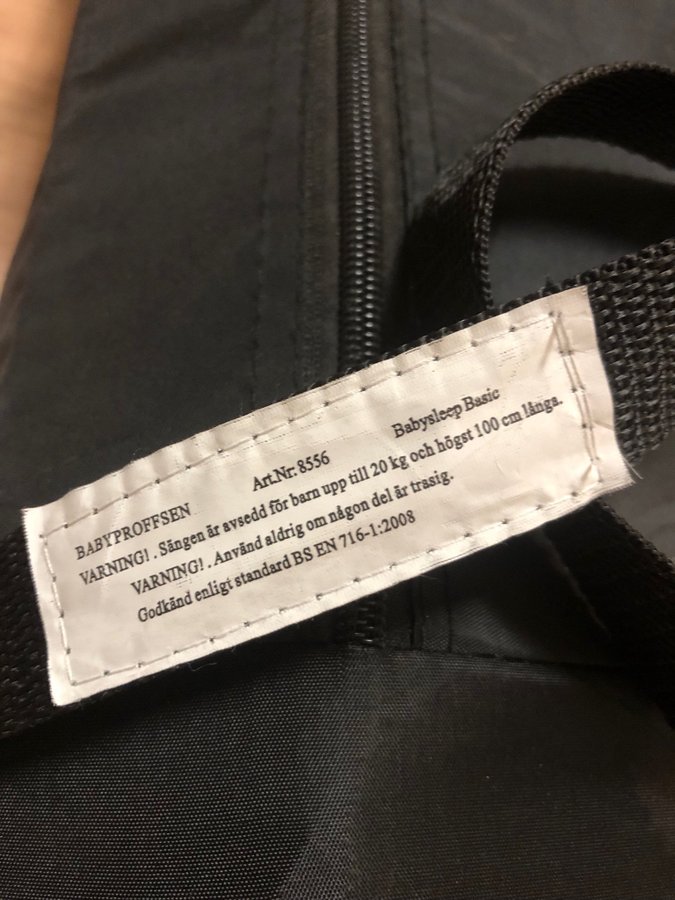 BABYPROFFSEN Art.Nr. 8556 Babysleep Basic
VARNING! . Sängen är avsedd för barn upp till 20 kg och högst 100 cm långa.
VARNING! . Använd aldrig om någon del är trasig.
Godkänd enligt standard BS EN 716-1:2008